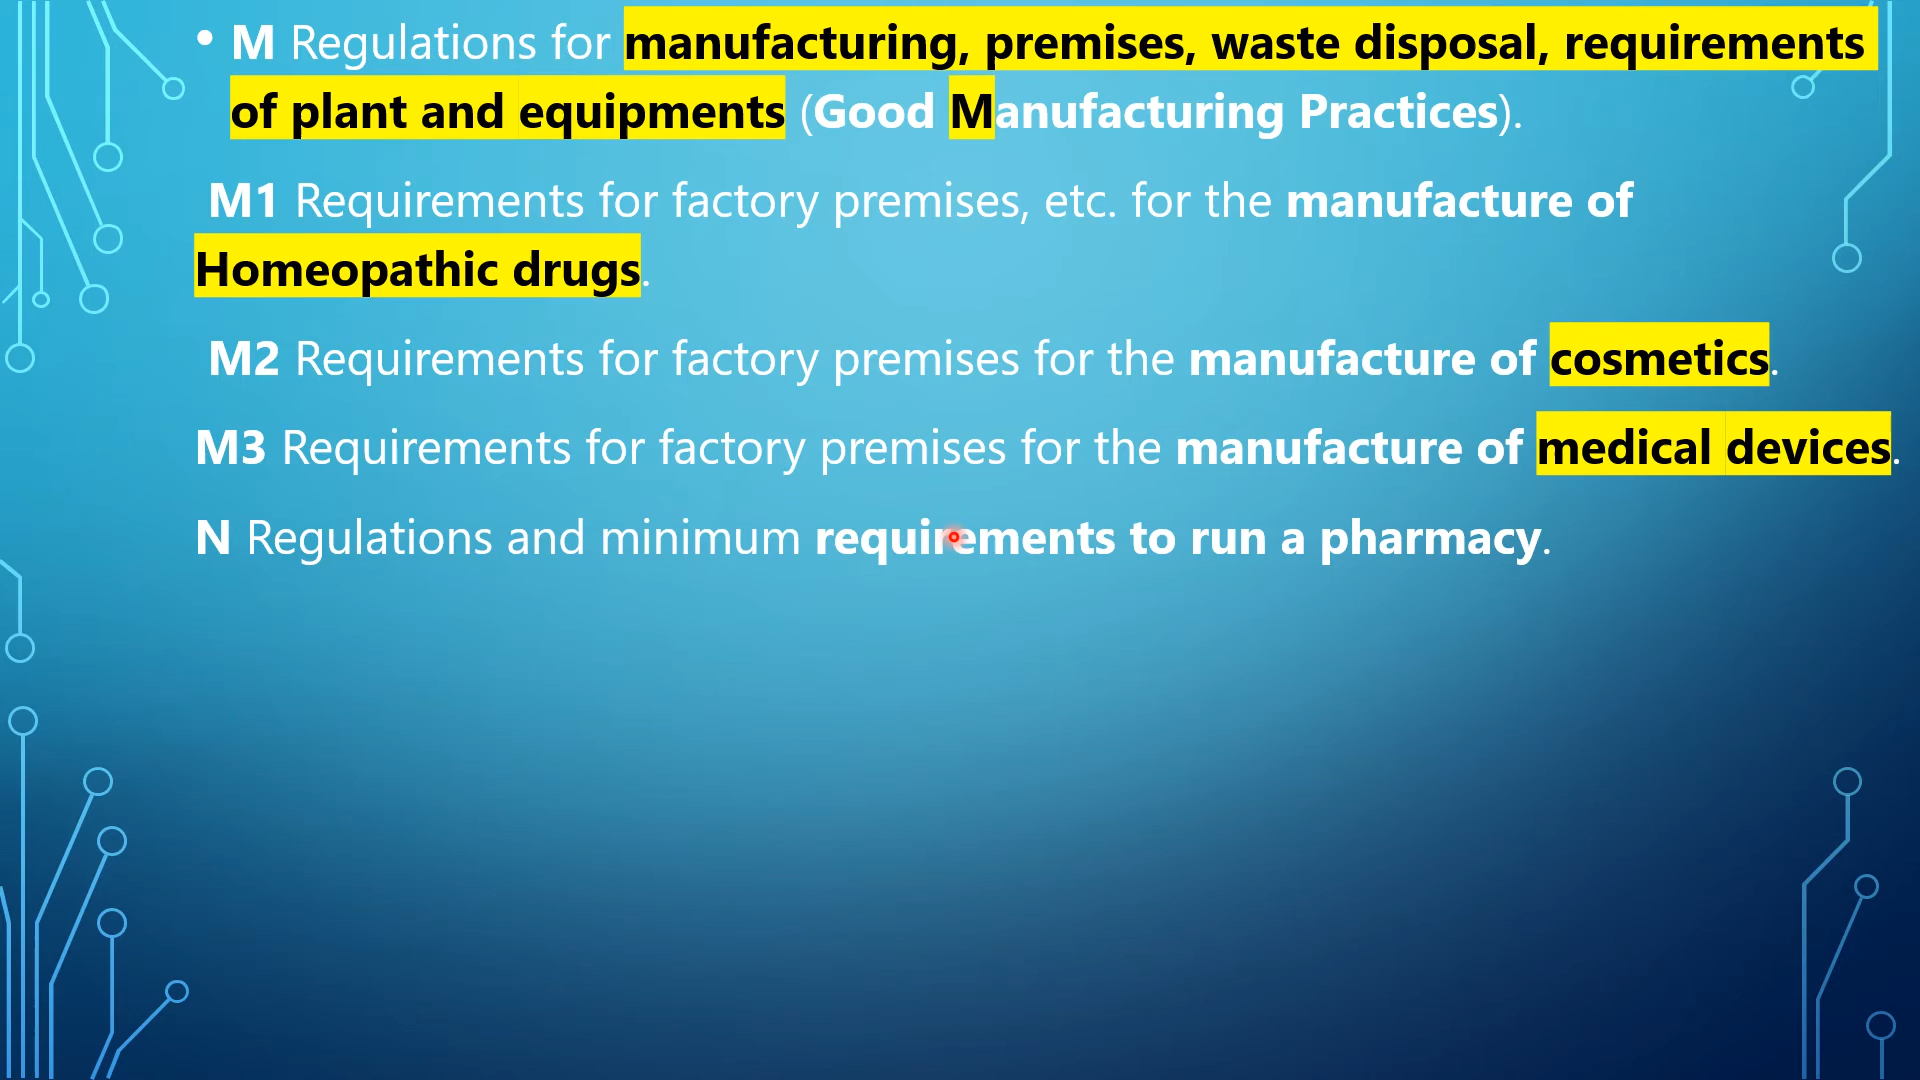 • M Regulations for manufacturing, premises, waste disposal, requirements
of plant and equipments (Good Manufacturing Practices).
M1 Requirements for factory premises, etc. for the manufacture of
Homeopathic drugs.
M2 Requirements for factory premises for the manufacture of cosmetics.
M3 Requirements for factory premises for the manufacture of medical devices.
N Regulations and minimum requirements to run a pharmacy.